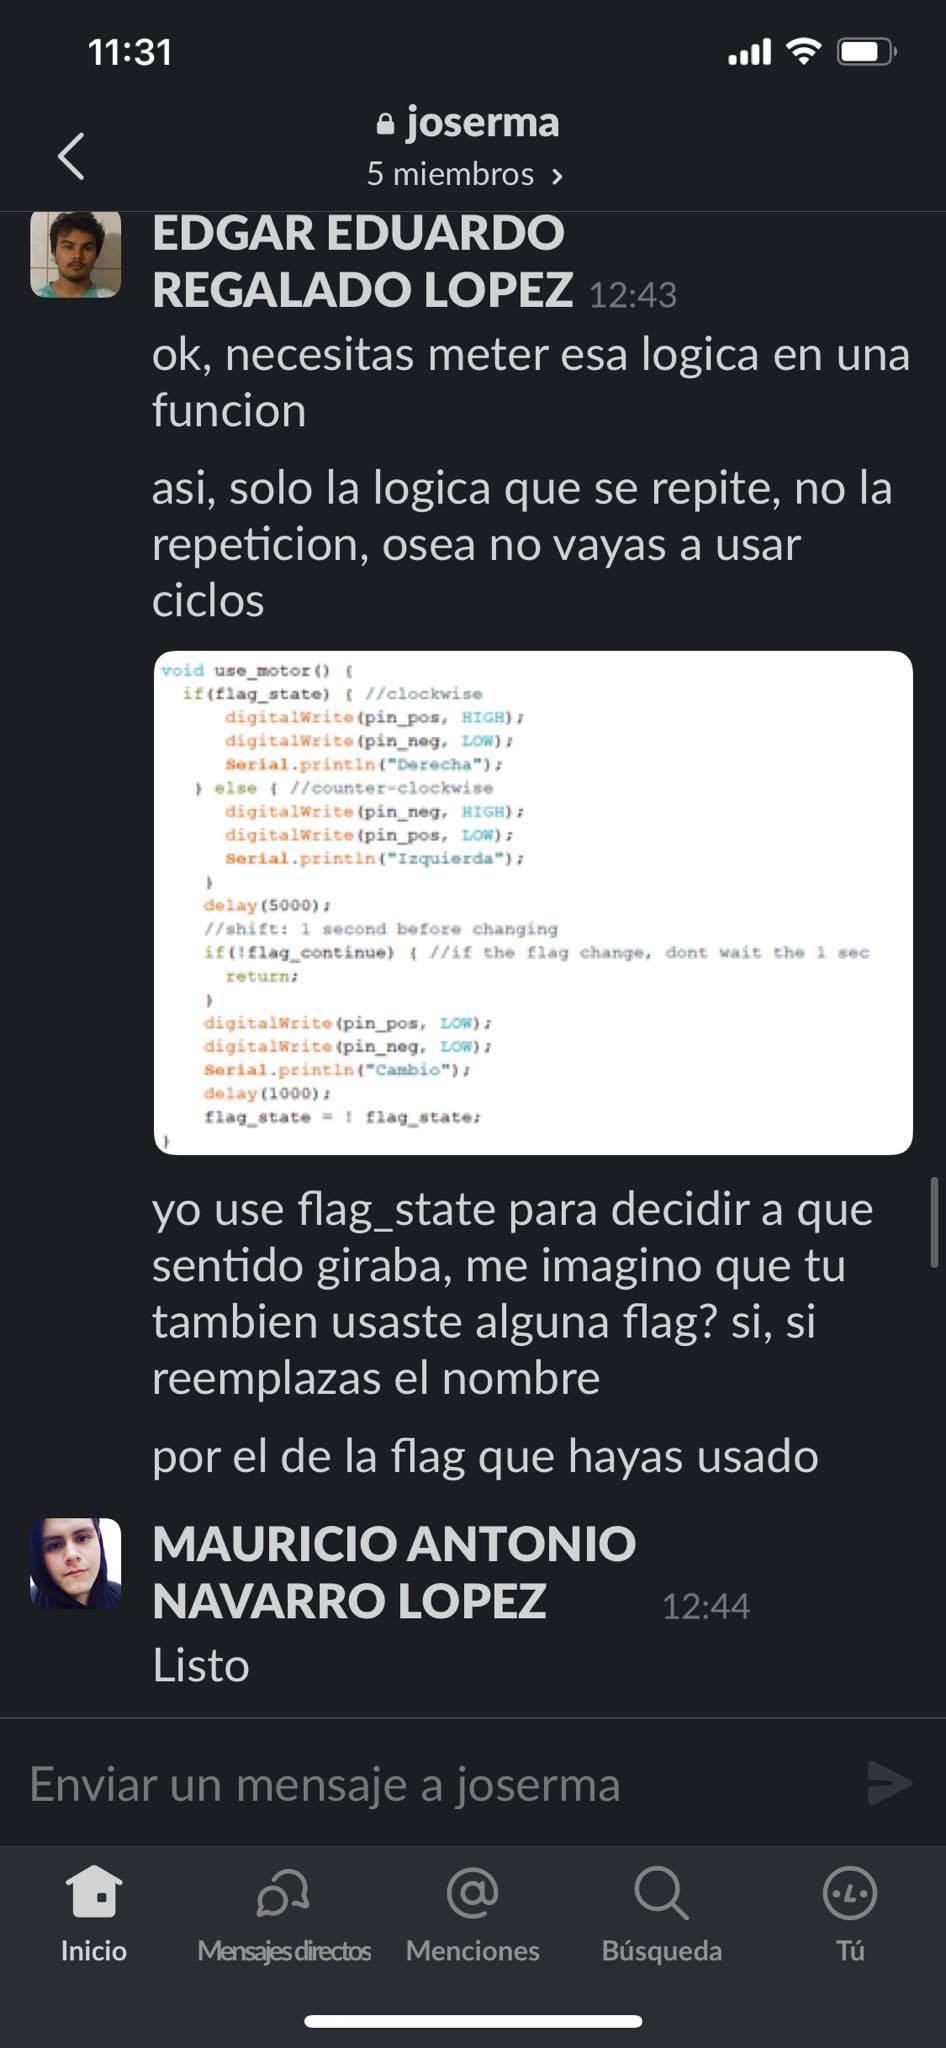 11:31
joserma
5 miembros >
EDGAR EDUARDO
REGALADO LOPEZ 12:43
ok, necesitas meter esa logica en una
funcion
asi, solo la logica que se repite, no la
repeticion, osea no vayas a usar
ciclos
void use_motor() {
if(flag_state) { //clockwise
digitalWrite(pin_pos, HIGH);
digitalWrite(pin_neg, LOW);
Serial.println("Derecha");
} else { //counter-clockwise
digitalWrite(pin_neg, HIGH);
digitalWrite(pin_pos, LOW);
Serial.println("Izquierda");
}
delay(5000);
//shift: 1 second before changing
if(!flag_continue) { //if the flag change, dont wait the 1 sec
return;
}
digitalWrite(pin_pos, LOW);
digitalWrite(pin_neg, LOW);
Serial.println("Cambio");
delay(1000);
flag_state = ! flag_state;
}
yo use flag_state para decidir a que
sentido giraba, me imagino que tu
tambien usaste alguna flag? si, si
reemplazas el nombre
por el de la flag que hayas usado
MAURICIO ANTONIO
NAVARRO LOPEZ 12:44
Listo
Enviar un mensaje a joserma
Inicio Mensajes directos Menciones Búsqueda Tú